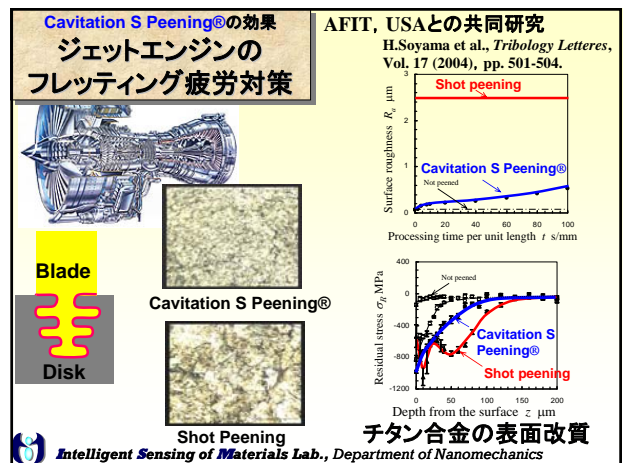 Cavitation S Peening®の効果
ジェットエンジンの
フレッティング疲労対策
AFIT, USAとの共同研究
H.Soyama et al., Tribology Letteres,
Vol. 17 (2004), pp. 501-504.
Blade
Disk
Cavitation S Peening®
Shot Peening
3
2
1
0
Surface roughness Ra μm
Shot peening
Cavitation S Peening®
Not peened
0 20 40 60 80 100
Processing time per unit length t s/mm
400
0
-400
-800
-1200
Residual stress σR MPa
Not peened
Cavitation S
Peening®
Shot peening
0 50 100 150 200
Depth from the surface z μm
チタン合金の表面改質
Intelligent Sensing of Materials Lab., Department of Nanomechanics